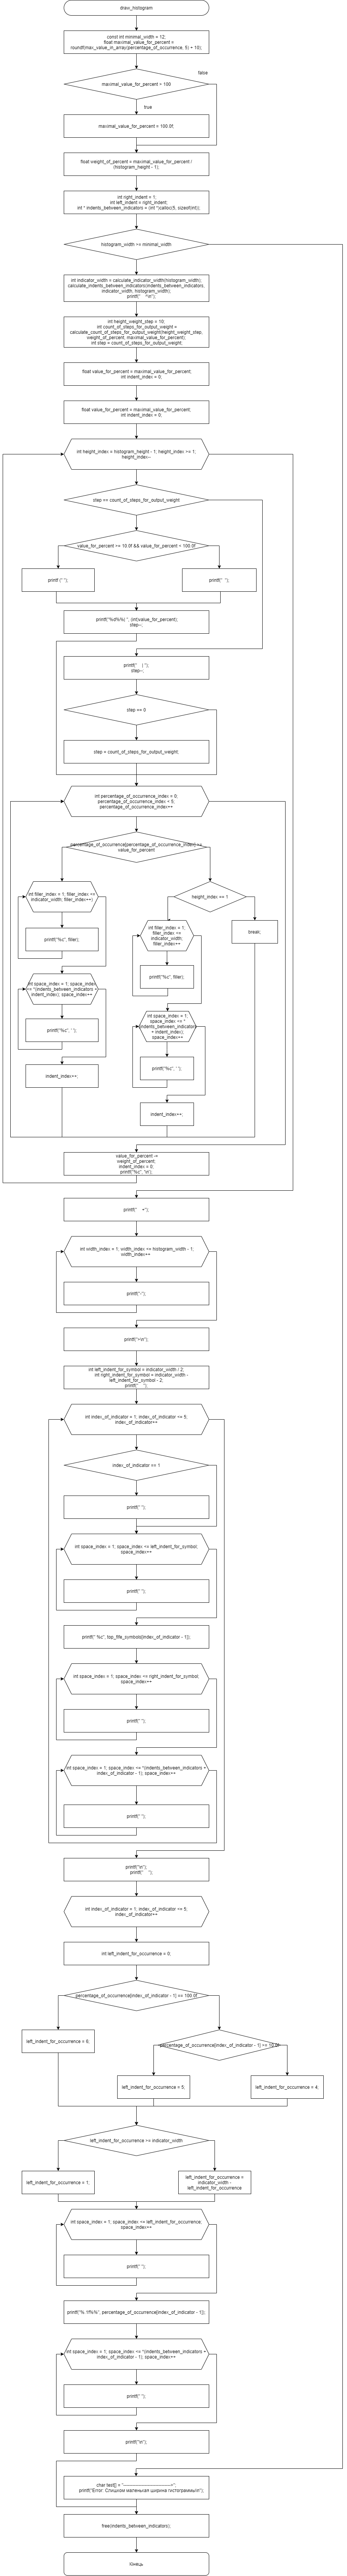 draw_histogram
const int minimal_width = 12;
float maximal_value_for_percent =
roundf(max_value_in_array(percentage_of_occurrence, 5) + 10);
false
maximal_value_for_percent > 100
true
maximal_value_for_percent = 100.0f;
float weight_of_percent = maximal_value_for_percent /
(histogram_height - 1);
int right_indent = 1;
int left_indent = right_indent;
int * indents_between_indicators = (int *)calloc(5, sizeof(int));
histogram_width >= minimal_width
int indicator_width = calculate_indicator_width(histogram_width);
calculate_indents_between_indicators(indents_between_indicators,
indicator_width, histogram_width);
printf("    ^\n");
int height_weight_step = 10;
int count_of_steps_for_output_weight =
calculate_count_of_steps_for_output_weight(height_weight_step,
weight_of_percent, maximal_value_for_percent);
int step = count_of_steps_for_output_weight;
float value_for_percent = maximal_value_for_percent;
int indent_index = 0;
float value_for_percent = maximal_value_for_percent;
int indent_index = 0;
int height_index = histogram_height - 1; height_index >= 1;
height_index--
step == count_of_steps_for_output_weight
value_for_percent >= 10.0f && value_for_percent < 100.0f
printf (" ");
printf("  ");
printf("%d%%) ", (int)value_for_percent);
step--;
printf("    ) ");
step--;
step == 0
step = count_of_steps_for_output_weight;
int percentage_of_occurrence_index = 0;
percentage_of_occurrence_index < 5;
percentage_of_occurrence_index++
percentage_of_occurrence[percentage_of_occurrence_index] >=
value_for_percent
int filler_index = 1; filler_index <=
indicator_width; filler_index++)
height_index == 1
printf("%c", filler);
int filler_index = 1;
filler_index <=
indicator_width;
filler_index++
break;
printf("%c", filler);
int space_index = 1; space_index
<= *(indents_between_indicators +
indent_index); space_index++
printf("%c", ' ');
int space_index = 1;
space_index <= *
(indents_between_indicators
+ indent_index);
space_index++
printf("%c", ' ');
indent_index++;
indent_index++;
value_for_percent -=
weight_of_percent;
indent_index = 0;
printf("%c", '\n');
printf("    +");
int width_index = 1; width_index <= histogram_width - 1;
width_index++
printf("-");
printf(">\n");
int left_indent_for_symbol = indicator_width / 2;
int right_indent_for_symbol = indicator_width -
left_indent_for_symbol - 2;
printf("    ");
int index_of_indicator = 1; index_of_indicator <= 5;
index_of_indicator++
index_of_indicator == 1
printf(" ");
int space_index = 1; space_index <= left_indent_for_symbol;
space_index++
printf(" ");
printf(" %c", top_five_symbols[index_of_indicator - 1]);
int space_index = 1; space_index <= right_indent_for_symbol;
space_index++
printf(" ");
int space_index = 1; space_index <= *(indents_between_indicators +
index_of_indicator - 1); space_index++
printf(" ");
printf("\n");
printf("    ");
int index_of_indicator = 1; index_of_indicator <= 5;
index_of_indicator++
int left_indent_for_occurrence = 0;
percentage_of_occurrence[index_of_indicator - 1] == 100.0f
left_indent_for_occurrence = 6;
percentage_of_occurrence[index_of_indicator - 1] >= 10.0f
left_indent_for_occurrence = 5;
left_indent_for_occurrence = 4;
left_indent_for_occurrence >= indicator_width
left_indent_for_occurrence = 1;
left_indent_for_occurrence =
indicator_width -
left_indent_for_occurrence
int space_index = 1; space_index <= left_indent_for_occurrence;
space_index++
printf(" ");
printf("%.1f%%", percentage_of_occurrence[index_of_indicator - 1]);
int space_index = 1; space_index <= *(indents_between_indicators +
index_of_indicator - 1); space_index++
printf(" ");
printf("\n");
printf("Error: Слишком маленькая ширина гистограммы\n");
free(indents_between_indicators);
Конець